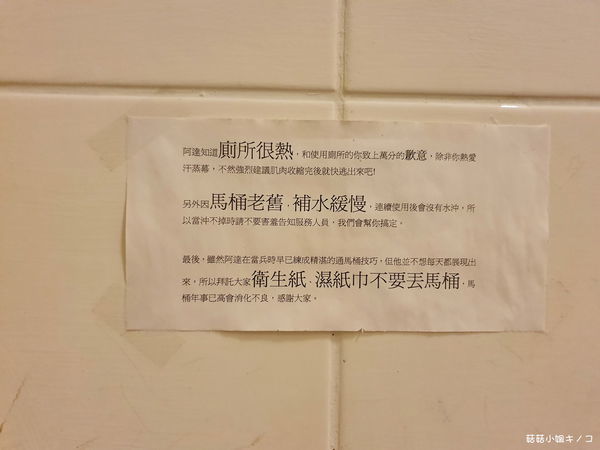 阿達知道廁所很熱，和使用廁所的你致上萬分的歉意，除非你熱愛
汗蒸幕，不然強烈建議肌肉收縮完後就快逃出來吧!
另外因馬桶老舊，補水緩慢，連續使用後會沒有水沖，所
以當沖不掉時請不要害羞告知服務人員，我們會幫你搞定。
最後，雖然阿達在當兵時早已練成精湛的通馬桶技巧，但他並不想每天都展現出
來，所以拜託大家衛生紙、濕紙巾不要丟馬桶，馬
桶年事已高會消化不良，感謝大家。
菇菇小姐キノコ